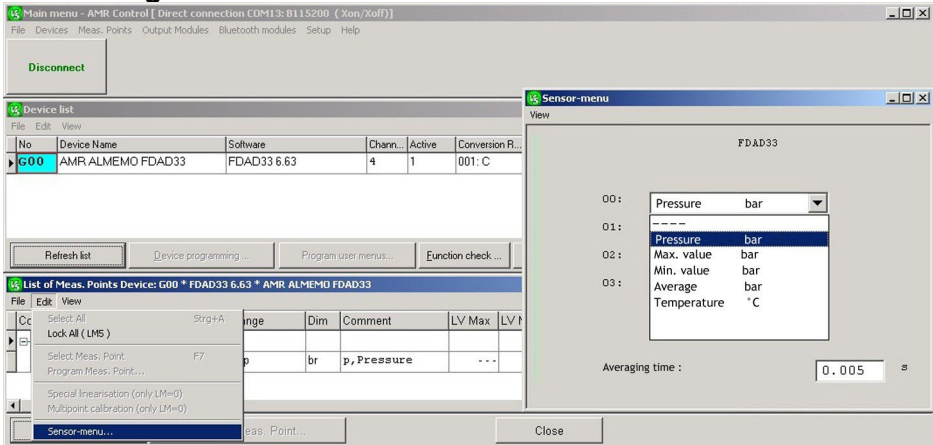 Main menu - AMR Control [ Direct connection COM13: B115200 ( Xon/Xoff)]
File Devices Meas. Points Output Modules Bluetooth modules Setup Help
Disconnect
Device list
File Edit View
No Device Name Software Chann... Active Conversion R...
G00 AMR ALMEMO FDAD33 FDAD33 6.63 4 1 001: C
Refresh list Device programming ... Program user menus... Function check ...
List of Meas. Points Device: G00 * FDAD33 6.63 * AMR ALMEMO FDAD33
File Edit View
Dim Comment LV Max
br p,Pressure ---
Select All Strg+A
Lock All ( LM5 )
Select Meas. Point F7
Program Meas. Point...
Special linearisation (only LM=0)
Multipoint calibration (only LM=0)
Sensor-menu...
eas. Point...
Close
Sensor-menu
View
FDAD33
00: Pressure bar
01: ----
Pressure bar
02: Max. value bar
Min. value bar
03: Average bar
Temperature °C
Averaging time : 0.005 s